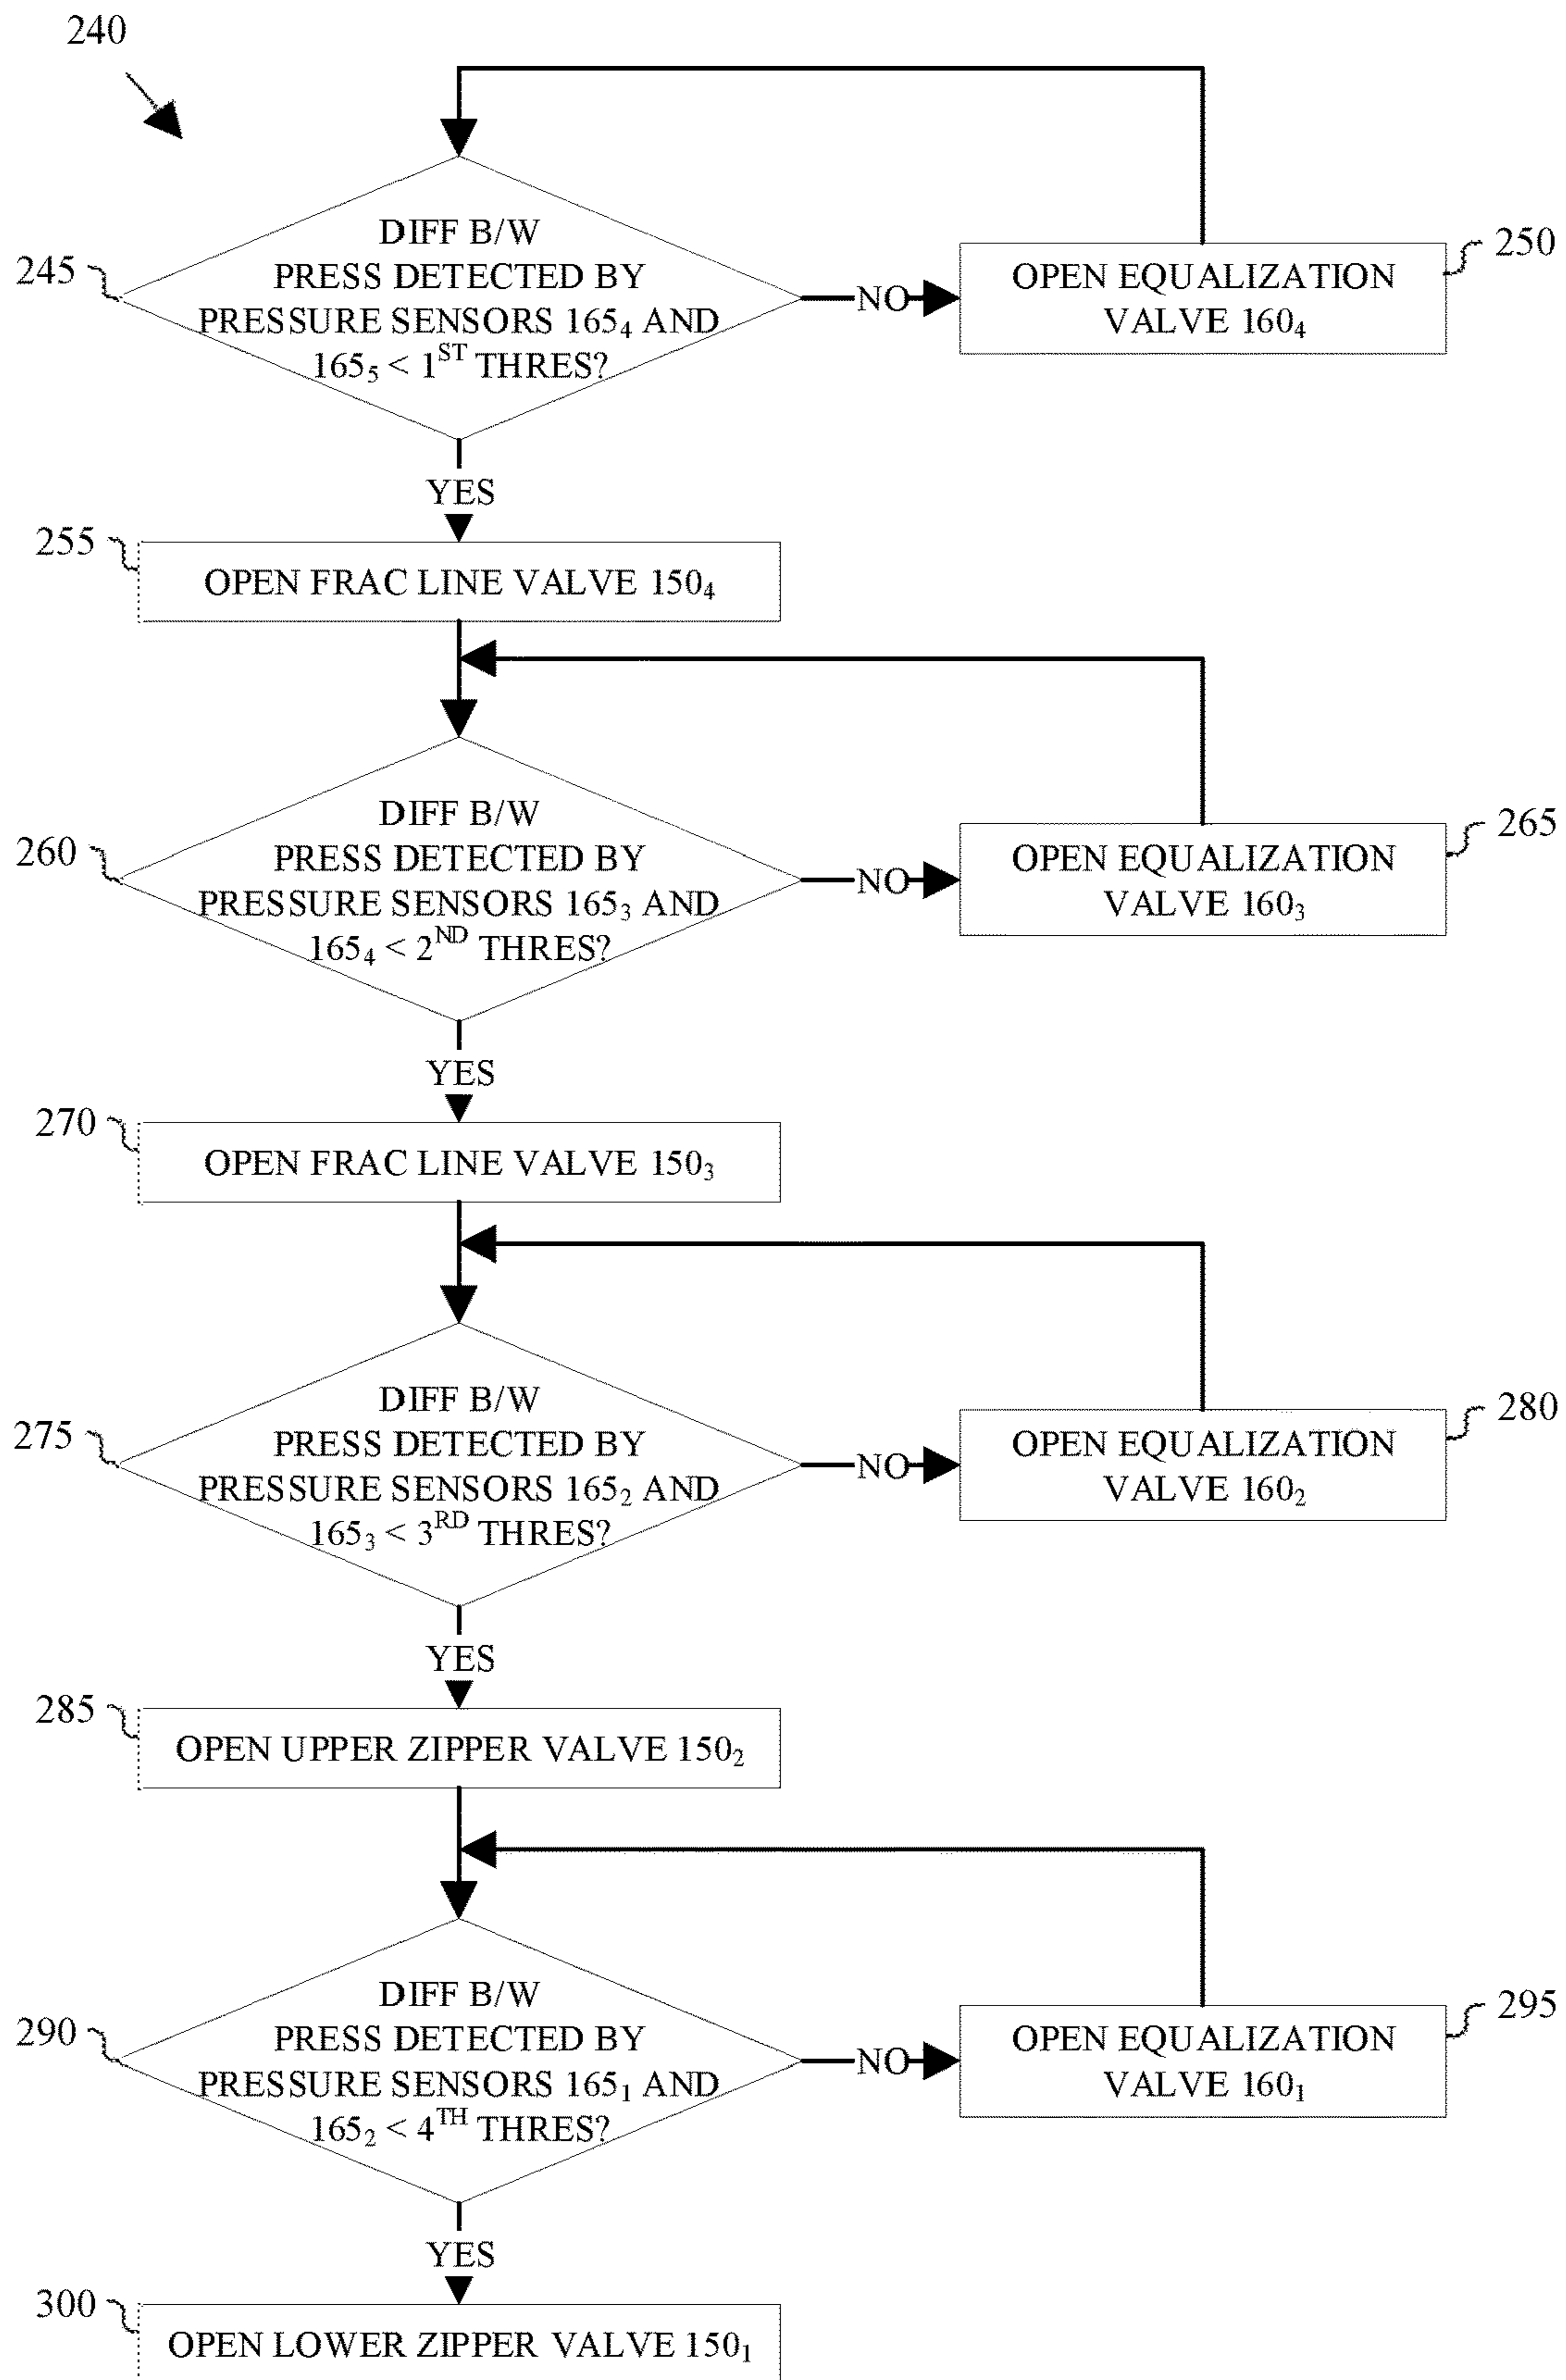 240
DIFF B/W
PRESS DETECTED BY
PRESSURE SENSORS 165₄ AND
165₅ < 1ˢᵀ THRES?
245
NO
OPEN EQUALIZATION
VALVE 160₄
250
YES
255
OPEN FRAC LINE VALVE 150₄
DIFF B/W
PRESS DETECTED BY
PRESSURE SENSORS 165₃ AND
165₄ < 2ᴺᴰ THRES?
260
NO
OPEN EQUALIZATION
VALVE 160₃
265
YES
270
OPEN FRAC LINE VALVE 150₃
DIFF B/W
PRESS DETECTED BY
PRESSURE SENSORS 165₂ AND
165₃ < 3ᴿᴰ THRES?
275
NO
OPEN EQUALIZATION
VALVE 160₂
280
YES
285
OPEN UPPER ZIPPER VALVE 150₂
DIFF B/W
PRESS DETECTED BY
PRESSURE SENSORS 165₁ AND
165₂ < 4ᵀᴴ THRES?
290
NO
OPEN EQUALIZATION
VALVE 160₁
295
YES
300
OPEN LOWER ZIPPER VALVE 150₁